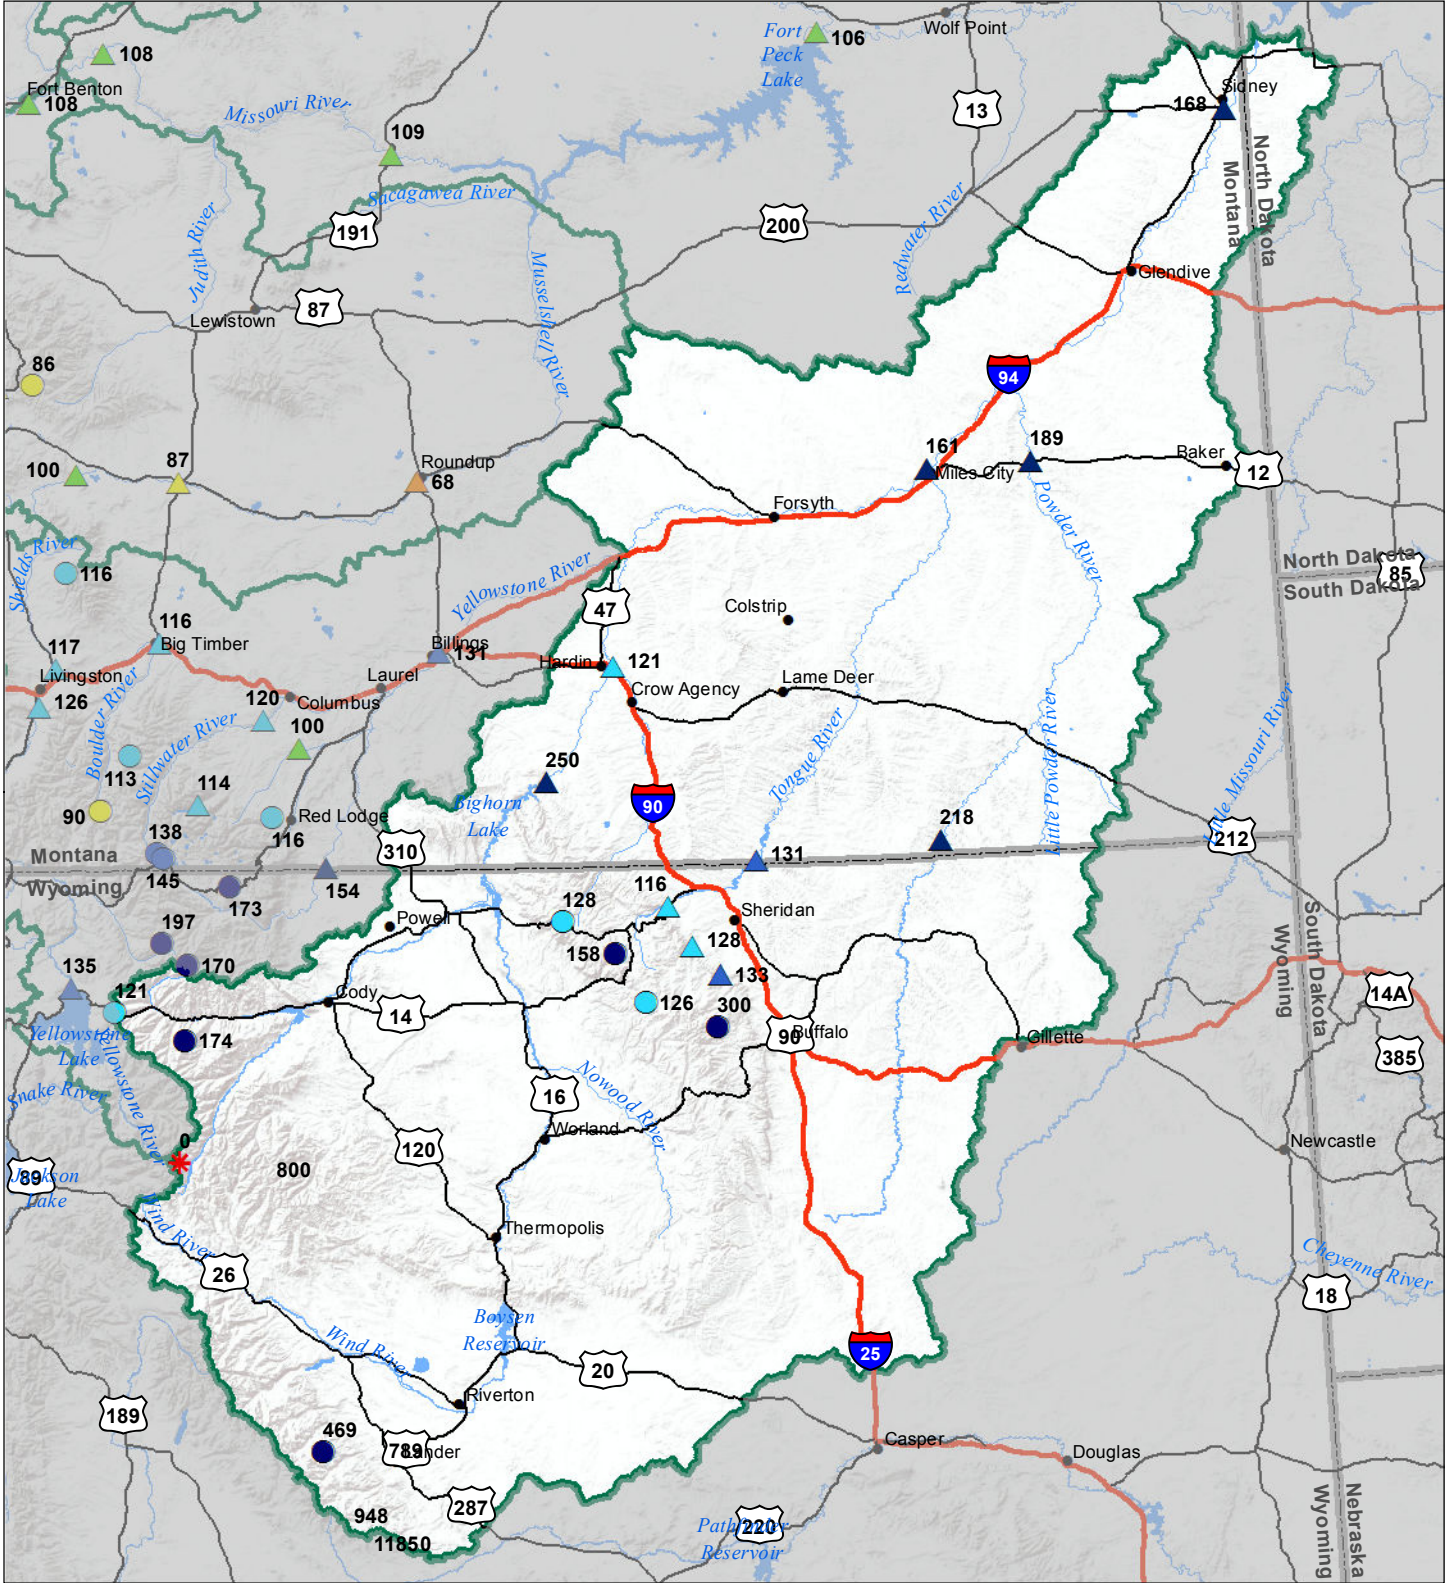 108
Fort Benton
108
Missouri River
109
Fort
Peck
Lake
106
Wolf Point
13
Sidney
168
North Dakota
Montana
Sacagawea River
191
200
Redwater River
Judith River
Musselshell River
87
Lewistown
Glendive
86
94
100
87
Roundup
68
161
Miles City
189
Baker
12
Forsyth
Powder River
Shields River
116
Yellowstone River
North Dakota
South Dakota
85
47
Colstrip
116
Big Timber
117
Livingston
126
Billings
131
Hardin
121
Laurel
Crow Agency
Lame Deer
Boulder River
120
Columbus
100
Stillwater River
113
114
90
116
Red Lodge
250
Bighorn
Lake
90
Tongue River
Little Powder River
Little Missouri River
218
212
138
145
Montana
Wyoming
310
154
173
131
116
128
197
Powell
Sheridan
158
128
South Dakota
Wyoming
170
135
133
121
Cody
14
126
300
14A
Yellowstone
Lake
174
90
Buffalo
Gillette
385
Yellowstone River
Snake River
16
Nowood River
Worland
120
Newcastle
0
800
89
Jackson
Lake
Wind River
Thermopolis
26
Cheyenne River
18
Boysen
Reservoir
Wind River
25
20
Riverton
189
469
789
Lander
Casper
Douglas
287
948
11850
Pathfinder
Reservoir
220
Nebraska
Wyoming